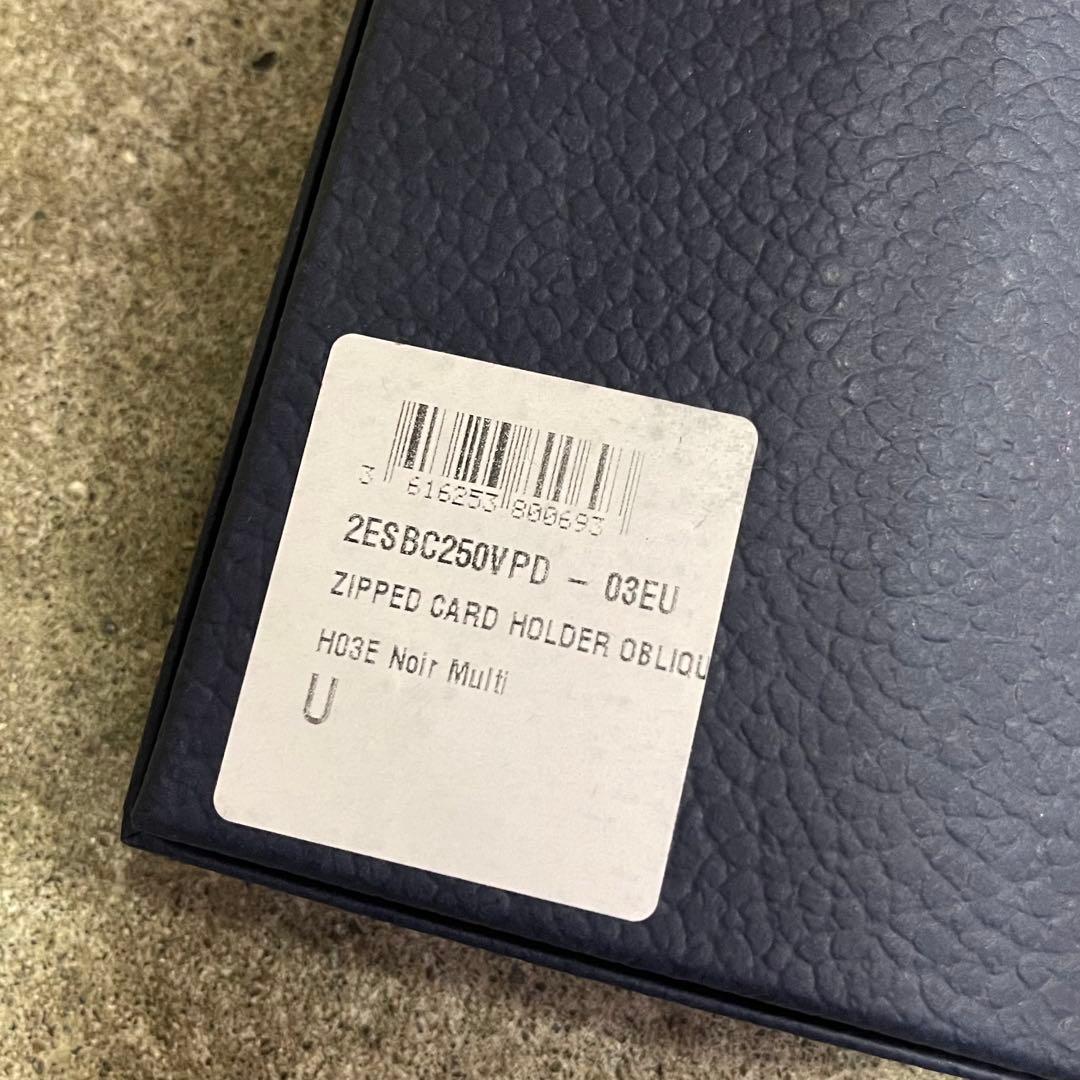 3 616253 800693
2ESBC250VPD - 03EU
ZIPPED CARD HOLDER OBLIQU
H03E Noir Multi
U